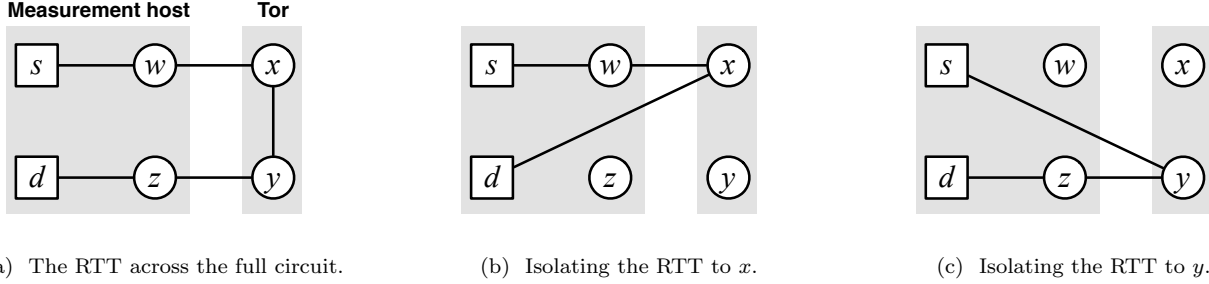 Measurement host Tor
s w x
d z y
s w x
d z y
s w x
d z y
a) The RTT across the full circuit.
(b) Isolating the RTT to x.
(c) Isolating the RTT to y.